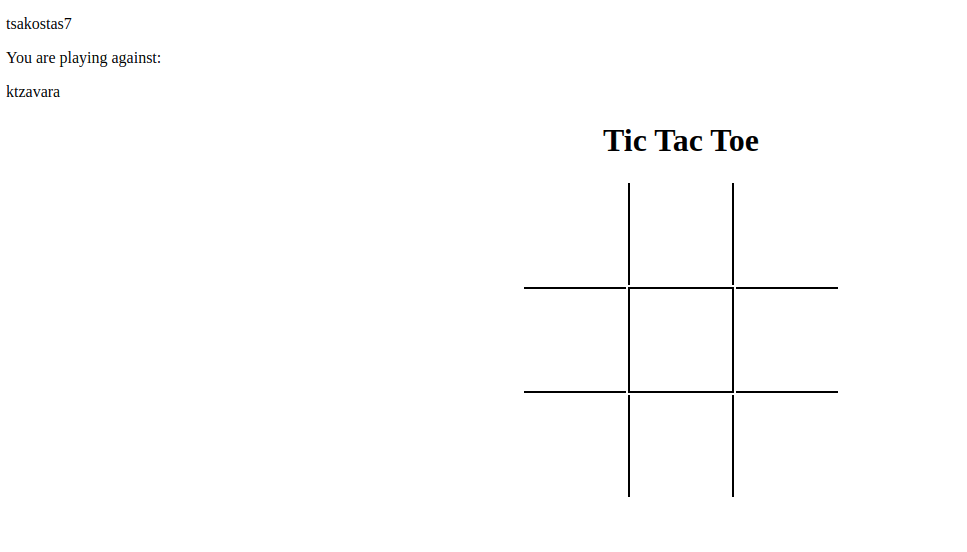 tsakostas7
You are playing against:
ktzavara
Tic Tac Toe